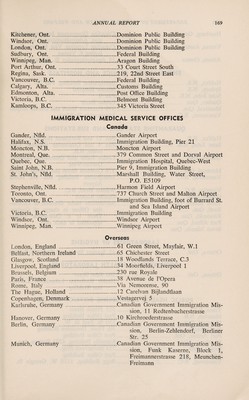 ANNUAL REPORT 169
Kitchener, Ont. Dominion Public Building
Windsor, Ont. Dominion Public Building
London, Ont. Dominion Public Building
Sudbury, Ont. Federal Building
Winnipeg, Man. Aragon Building
Port Arthur, Ont. 33 Court Street South
Regina, Sask. 219, 22nd Street East
Vancouver, B.C. Federal Building
Calgary, Alta. Customs Building
Edmonton, Alta. Post Office Building
Victoria, B.C. Belmont Building
Kamloops, B.C. 345 Victoria Street
IMMIGRATION MEDICAL SERVICE OFFICES
Canada
Gander, Nfld. Gander Airport
Halifax, N.S. Immigration Building, Pier 21
Moncton, N.B. Moncton Airport
Montreal, Que. 379 Common Street and Dorval Airport
Quebec, Que. Immigration Hospital, Quebec-West
Saint John, N.B. Pier 9, Immigration Building
St. John's, Nfld. Marshall Building, Water Street,
P.O. E5109
Stephenville, Nfld. Harmon Field Airport
Toronto, Ont. 737 Church Street and Malton Airport
Vancouver, B.C. Immigration Building, foot of Burrard St.
and Sea Island Airport
Victoria, B.C. Immigration Building
Windsor, Ont. Windsor Airport
Winnipeg, Man. Winnipeg Airport
Overseas
London, England 61 Green Street, Mayfair, W.1
Belfast, Northern Ireland 65 Chichester Street
Glasgow, Scotland 18 Woodlands Terrace, C.3
Liverpool, England 34 Moorfields, Liverpool 1
Brussels, Belgium 230 rue Royale
Paris, France 38 Avenue de l'Opera
Rome, Italy Via Nomorense, 90
The Hague, Holland 12 Carelvan Bijlandtlaan
Copenhagen, Denmark Vestagervej 5
Karlsruhe, Germany Canadian Government Immigration Mis-
sion, 11 Redtenbacherstrasse
Hanover, Germany 10 Kirchroederstrasse
Berlin, Germany Canadian Government Immigration Mis-
sion, Berlin-Zehlendorf, Berliner
Str. 25
Munich, Germany Canadian Government Immigration Mis-
sion, Funk Kaserne, Block 1,
Freimannerstrasse 218, Muenchen-
Freimann